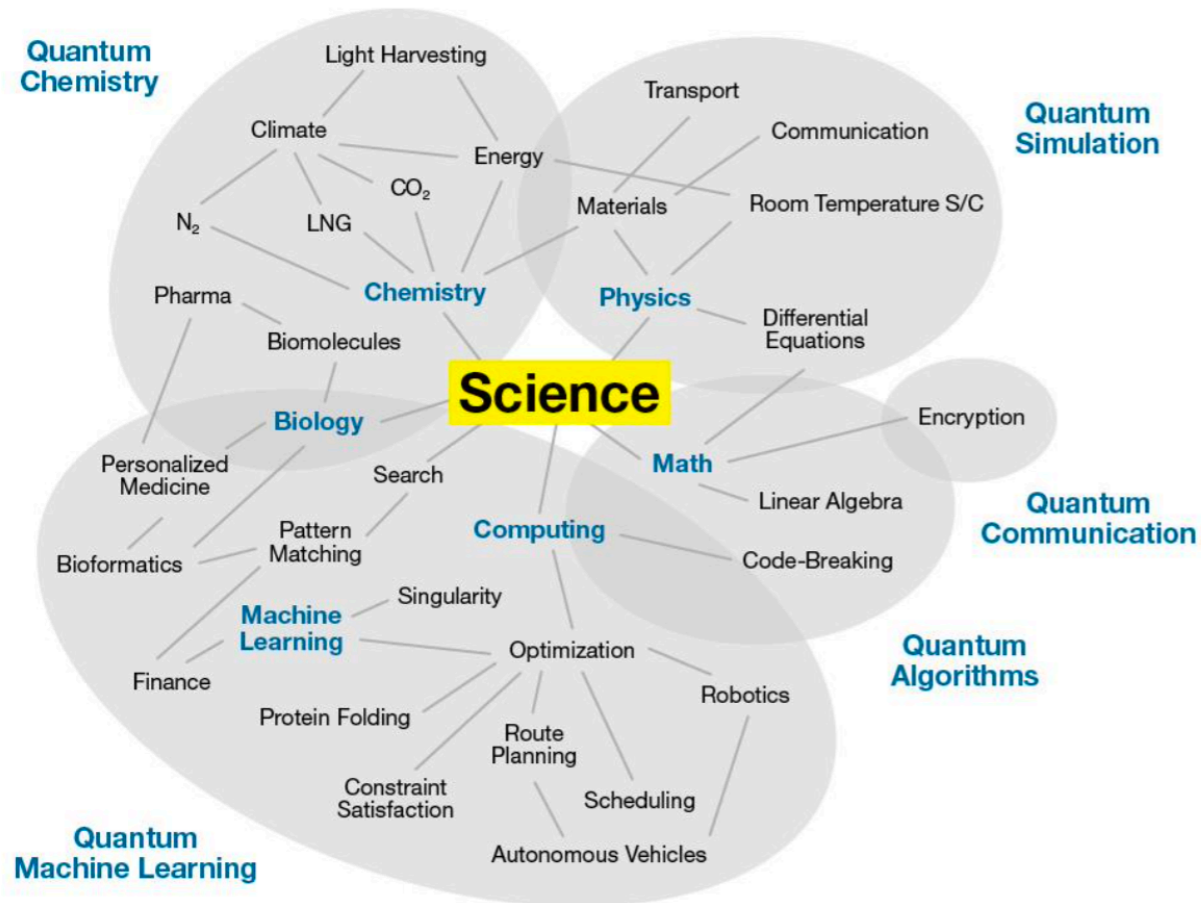 Quantum
Chemistry
Light Harvesting
Climate
Energy
CO₂
N₂
LNG
Chemistry
Pharma
Biomolecules
Transport
Communication
Quantum
Simulation
Materials
Room Temperature S/C
Physics
Differential
Equations
Science
Biology
Personalized
Medicine
Search
Pattern
Matching
Bioformatics
Computing
Math
Encryption
Linear Algebra
Quantum
Communication
Code-Breaking
Machine
Learning
Singularity
Finance
Optimization
Quantum
Algorithms
Robotics
Protein Folding
Route
Planning
Constraint
Satisfaction
Scheduling
Autonomous Vehicles
Quantum
Machine Learning